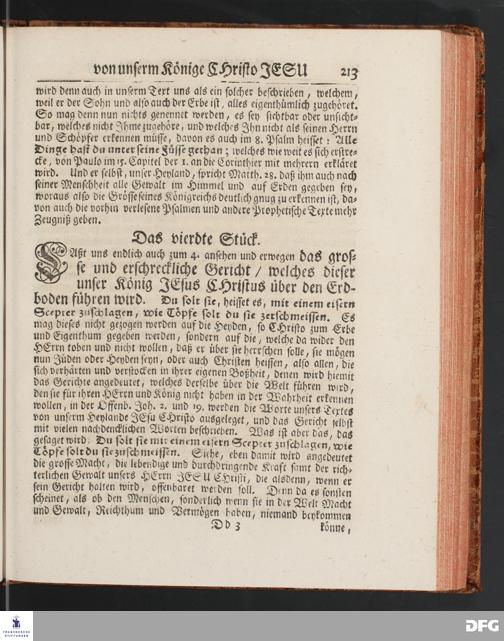 von unserm Könige CHristo JESU 213
wird denn auch in unserm Text uns als ein solcher beschrieben, welchem,
weil er der Sohn und also auch der Erbe ist, alles eigenthümlich zugehöret.
So mag denn nun nichts genennet werden, es sey sichtbar oder unsicht-
bar, welches nicht Ihme zugehöre, und welches Ihn nicht als seinen Herrn
und Schöpfer erkennen müsse, davon es auch im 8. Psalm heisset: Alle
Dinge hast du unter seine Füsse gethan; welches wie weit es sich erstre-
cke, von Paulo im 15. Capitel der 1. an die Corinthier mit mehrern erkläret
wird. Und er selbst, unser Heyland, spricht Matth. 28. daß ihm auch nach
seiner Menschheit alle Gewalt im Himmel und auf Erden gegeben sey,
woraus also die Grösse seines Königreichs deutlich gnug zu erkennen ist, da-
von auch die vorhin verlesene Psalmen und andere Prophetische Texte mehr
Zeugniß geben.
Das vierdte Stück.
LAßt uns endlich auch zum 4. ansehen und erwegen das gros-
se und erschreckliche Gericht / welches dieser
unser König JEsus CHristus über den Erd-
boden führen wird. Du solt sie, heisset es, mit einem eisern
Scepter zuschlagen, wie Töpfe solt du sie zerschmeissen. Es
mag dieses nicht gezogen werden auf die Heyden, so CHristo zum Erbe
und Eigenthum gegeben werden, sondern auf die, welche da wider den
HErrn toben und nicht wollen, daß er über sie herrschen solle, sie mögen
nun Jüden oder Heyden seyn, oder auch Christen heissen, also allen, die
sich verhärten und verstocken in ihrer eigenen Boßheit, denen wird hiemit
das Gerichte angedeutet, welches derselbe über die Welt führen wird,
den sie für ihren HErrn und König nicht haben in der Wahrheit erkennen
wollen, in der Offenb. Joh. 2. und 19. werden die Worte unsers Textes
von unserm Heylande JEsu CHristo ausgeleget, und das Gericht selbst
mit vielen nachdencklichen Worten beschrieben. Was ist aber das, das
gesaget wird: Du solt sie mit einem eisern Scepter zuschlagen, wie
Töpfe solt du sie zuschmeissen. Siehe, eben damit wird angedeutet
die grosse Macht, die lebendige und durchdringende Kraft samt der rich-
terlichen Gewalt unsers HErrn JESU CHristi, die alsdenn, wenn er
sein Gericht halten wird, offenbaret werden soll. Denn da es sonsten
scheinet, als ob den Menschen, sonderlich wenn sie in der Welt Macht
und Gewalt, Reichthum und Vermögen haben, niemand beykommen
Dd 3 könne,
FRANCKESCHE
STIFTUNGEN
DFG